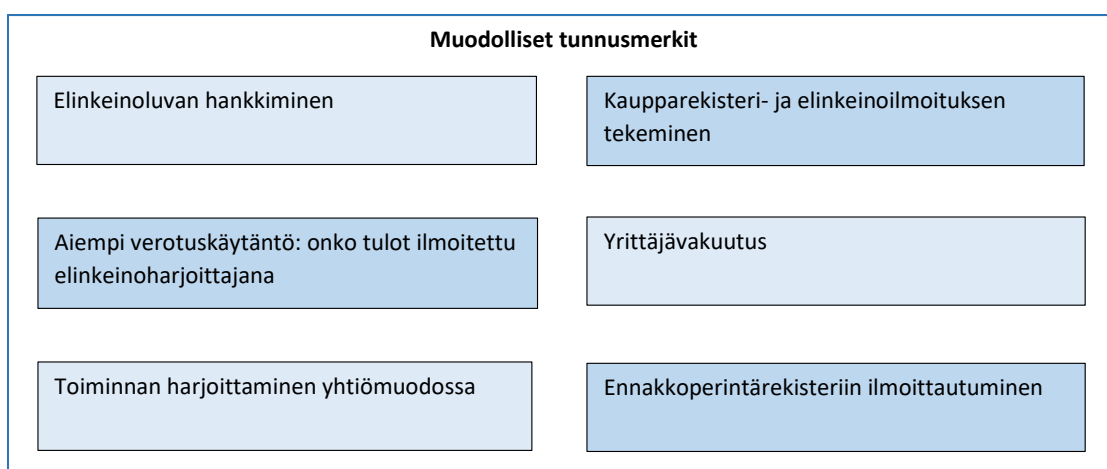 Muodolliset tunnusmerkit
Elinkeinoluvan hankkiminen
Kaupparekisteri- ja elinkeinoilmoituksen
tekeminen
Aiempi verotuskäytäntö: onko tulot ilmoitettu
elinkeinoharjoittajana
Yrittäjävakuutus
Toiminnan harjoittaminen yhtiömuodossa
Ennakkoperintärekisteriin ilmoittautuminen